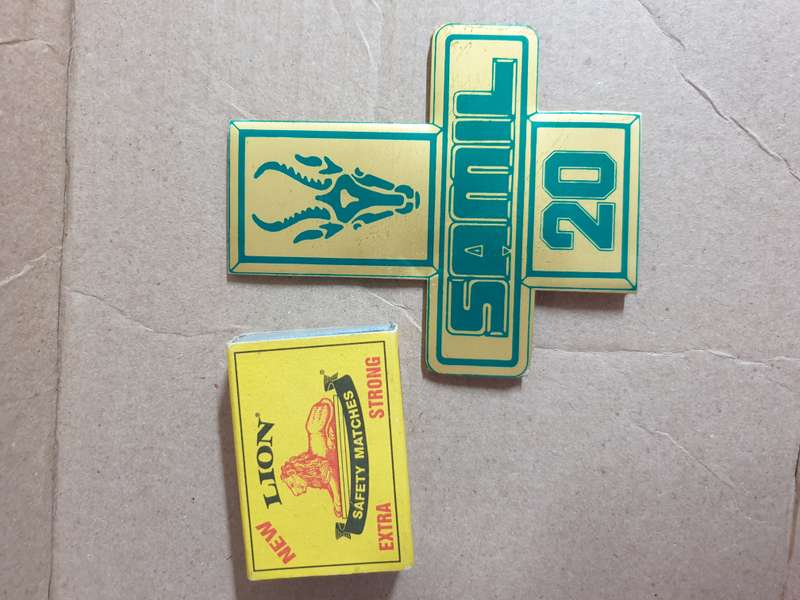 SAMIL
20
NEW LION®
SAFETY MATCHES
EXTRA STRONG